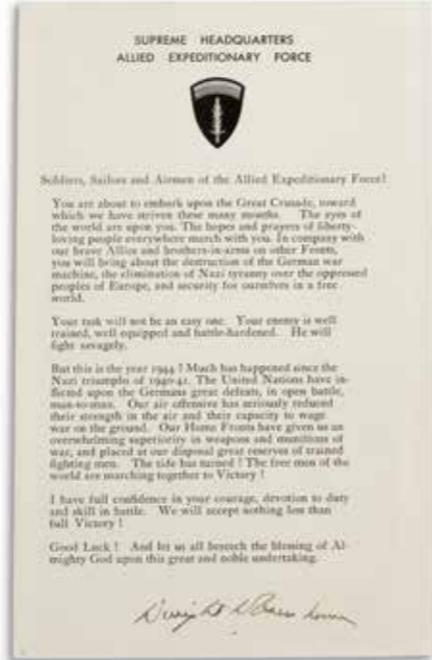 SUPREME HEADQUARTERS
ALLIED EXPEDITIONARY FORCE
Soldiers, Sailors and Airmen of the Allied Expeditionary Force!
You are about to embark upon the Great Crusade, toward
which we have striven these many months. The eyes of
the world are upon you. The hopes and prayers of liberty-
loving people everywhere march with you. In company with
our brave Allies and brothers-in-arms on other Fronts,
you will bring about the destruction of the German war
machine, the elimination of Nazi tyranny over the oppressed
peoples of Europe, and security for ourselves in a free
world.
Your task will not be an easy one. Your enemy is well
trained, well equipped and battle-hardened. He will
fight savagely.
But this is the year 1944 ! Much has happened since the
Nazi triumphs of 1940-41. The United Nations have in-
flicted upon the Germans great defeats, in open battle,
man-to-man. Our air offensive has seriously reduced
their strength in the air and their capacity to wage
war on the ground. Our Home Fronts have given us an
overwhelming superiority in weapons and munitions of
war, and placed at our disposal great reserves of trained
fighting men. The tide has turned ! The free men of the
world are marching together to Victory !
I have full confidence in your courage, devotion to duty
and skill in battle. We will accept nothing less than
full Victory !
Good Luck ! And let us all beseech the blessing of Al-
mighty God upon this great and noble undertaking.
Dwight D Eisenhower